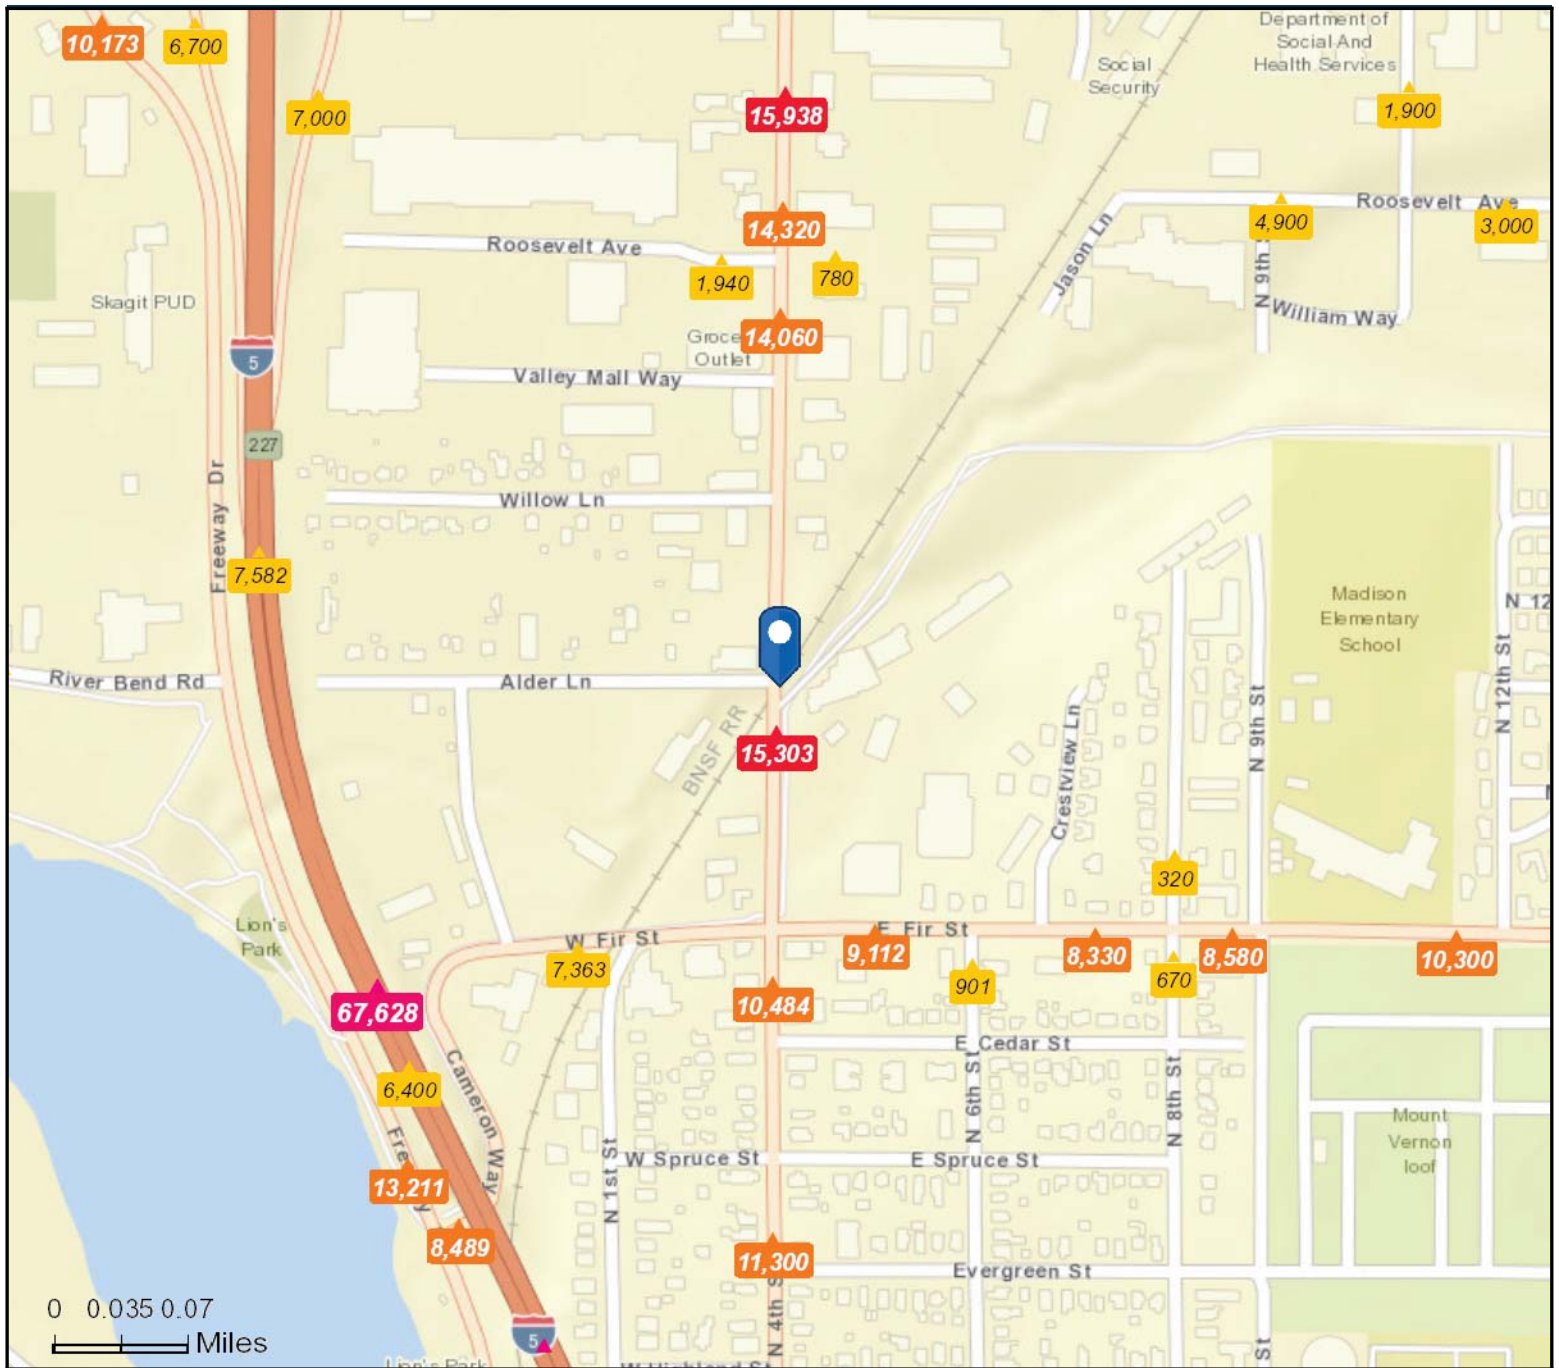 10,173
6,700
7,000
15,938
Department of
Social And
Health Services
Social
Security
1,900
14,320
Roosevelt Ave
4,900
3,000
Roosevelt Ave
1,940
780
Jason Ln
N 9th
William Way
Skagit PUD
5
14,060
Outlet
Valley Mall Way
227
Freeway Dr
Willow Ln
7,582
Madison
Elementary
School
N 12
N 12th St
River Bend Rd
Alder Ln
BNSF RR
15,303
Crestview Ln
N 9th St
320
Lion's
Park
W Fir St
7,363
E Fir St
9,112
8,330
8,580
10,300
901
670
67,628
10,484
6,400
Cameron Way
E Cedar St
N 6th St
N 8th St
Mount
Vernon
loof
13,211
N 1st St
W Spruce St
E Spruce St
8,489
11,300
Evergreen St
N 4th S
St
0 0.035 0.07
Miles
5
Lion's Park
W Highland St